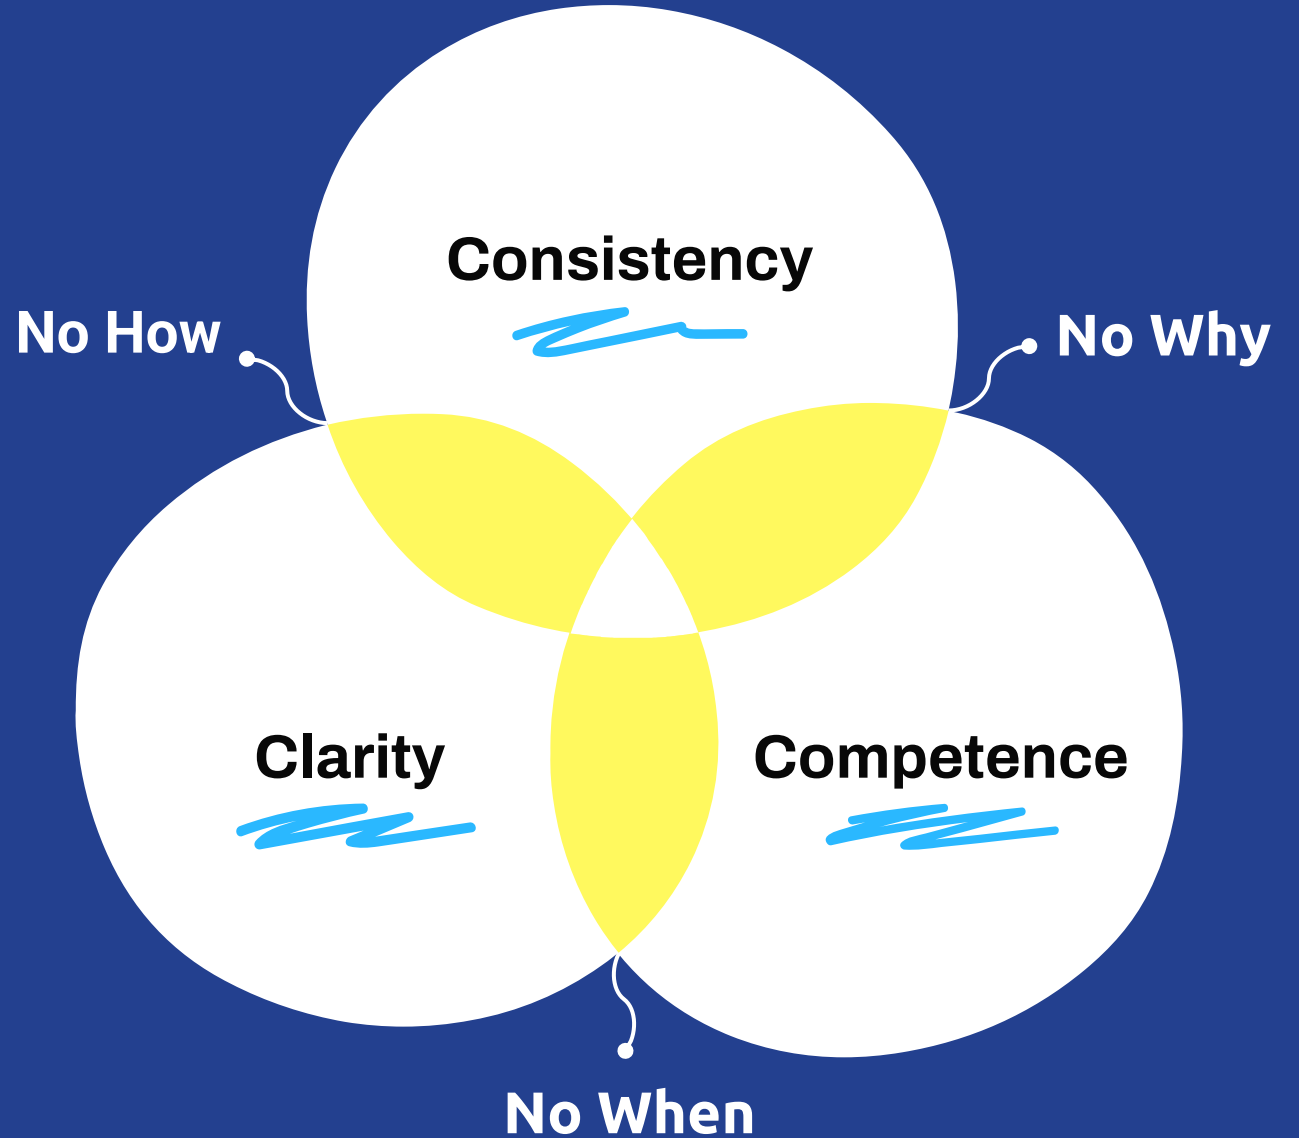 Consistency
No How
No Why
Clarity
Competence
No When